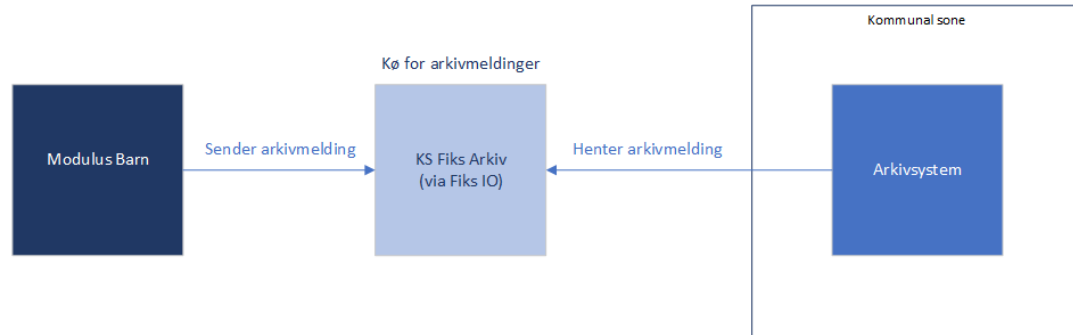 Kommunal sone
Kø for arkivmeldinger
Modulus Barn
Sender arkivmelding
KS Fiks Arkiv
(via Fiks IO)
Henter arkivmelding
Arkivsystem